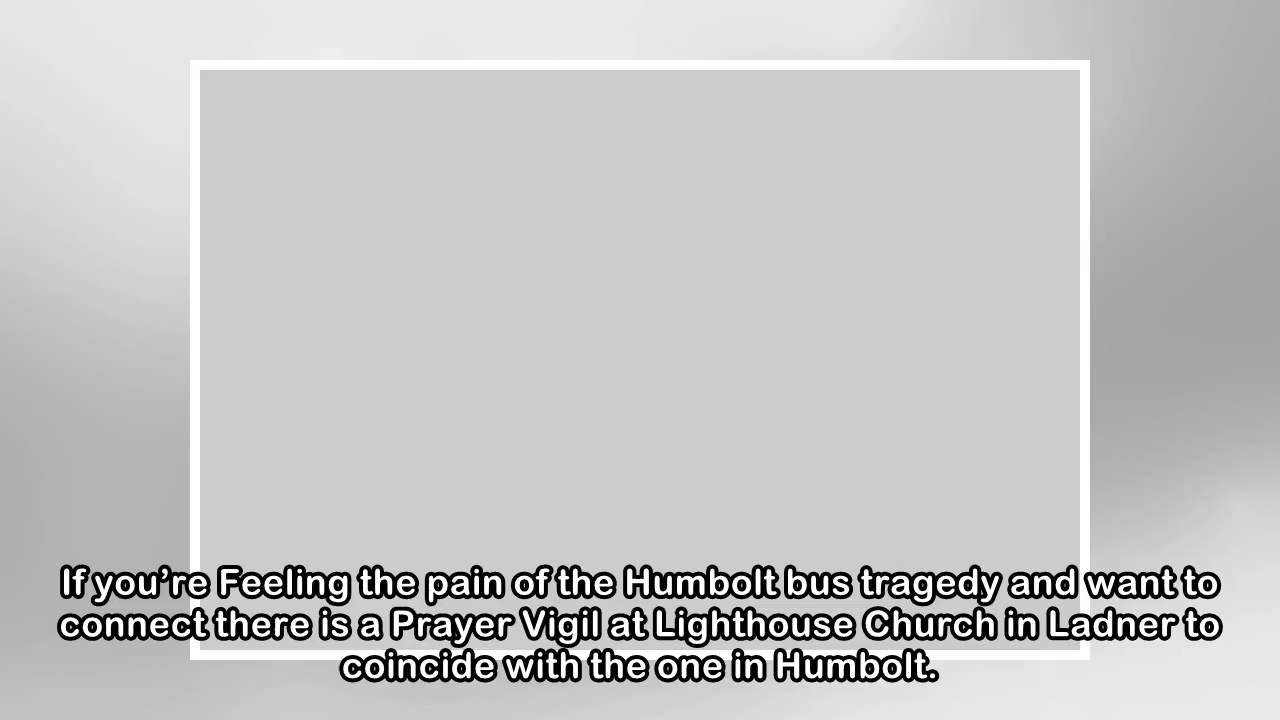 If you’re Feeling the pain of the Humbolt bus tragedy and want to
connect there is a Prayer Vigil at Lighthouse Church in Ladner to
coincide with the one in Humbolt.